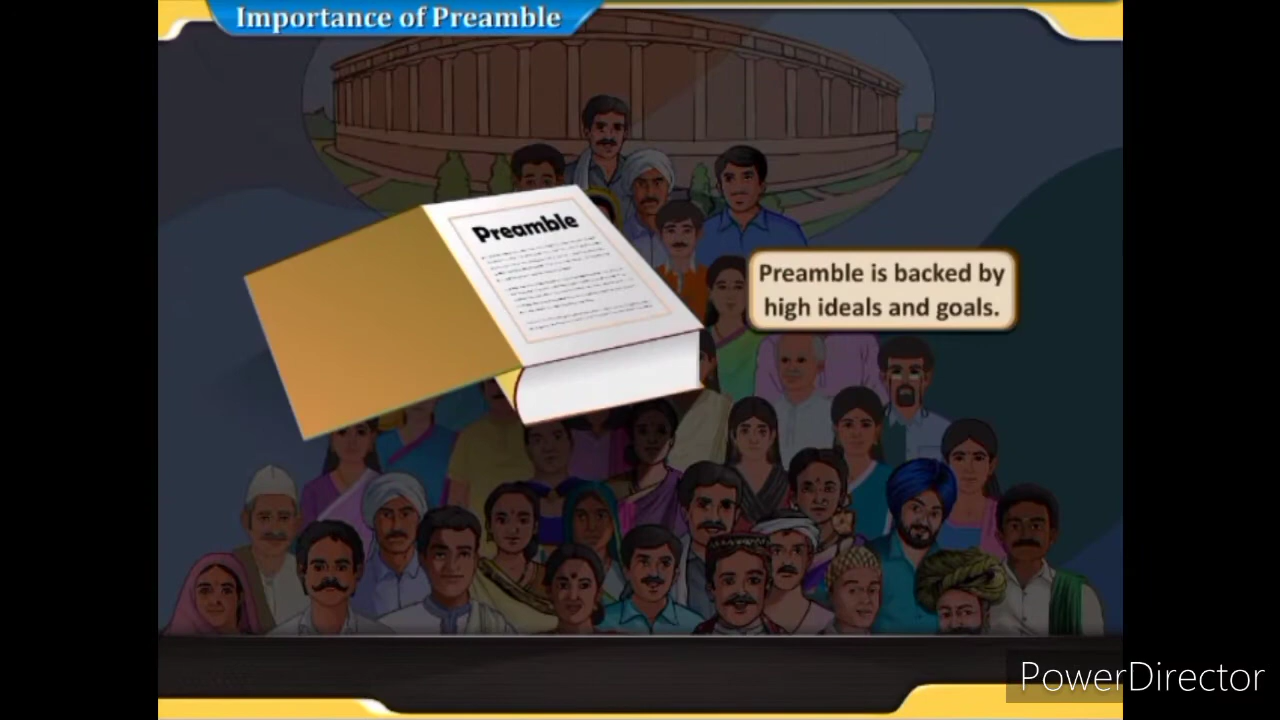 Importance of Preamble
Preamble
Preamble is backed by
high ideals and goals.
PowerDirector